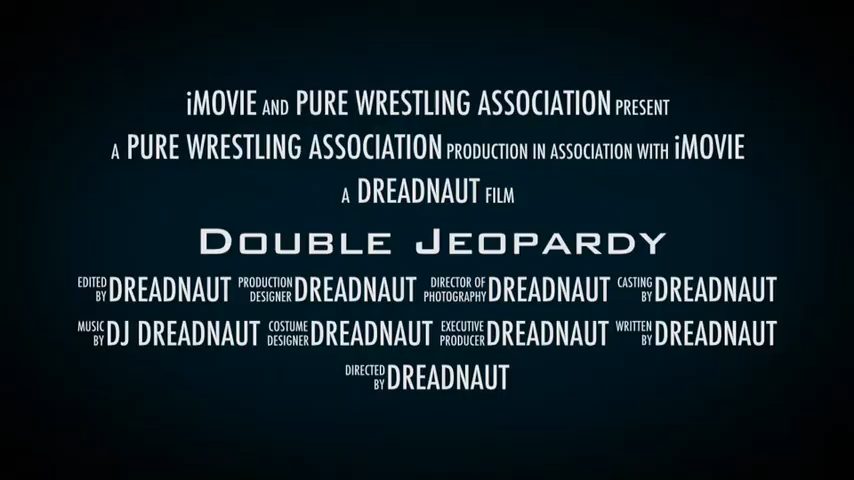 iMOVIE AND PURE WRESTLING ASSOCIATION PRESENT
A PURE WRESTLING ASSOCIATION PRODUCTION IN ASSOCIATION WITH iMOVIE
A DREADNAUT FILM
DOUBLE JEOPARDY
EDITED BY DREADNAUT PRODUCTION DESIGNER DREADNAUT DIRECTOR OF PHOTOGRAPHY DREADNAUT CASTING BY DREADNAUT
MUSIC BY DJ DREADNAUT COSTUME DESIGNER DREADNAUT EXECUTIVE PRODUCER DREADNAUT WRITTEN BY DREADNAUT
DIRECTED BY DREADNAUT